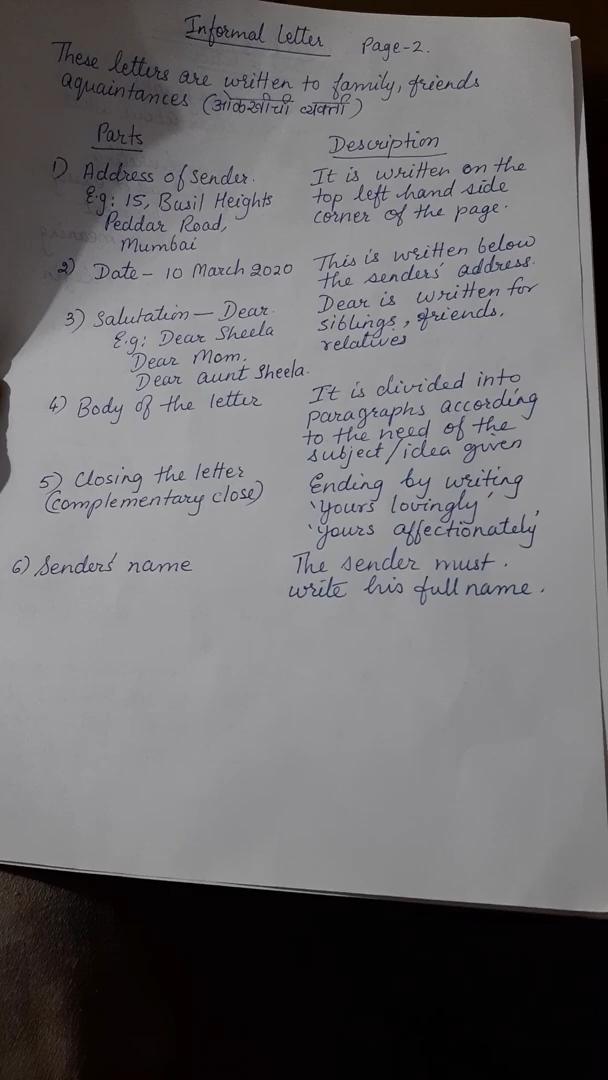 Informal Letter Page-2.
These letters are written to family, friends
aquaintances (ओळखीची व्यक्ती)
Parts
Description
1) Address of sender.
E.g: 15, Busil Heights
Peddar Road,
Mumbai
It is written on the
top left hand side
corner of the page.
2) Date - 10 March 2020
This is written below
the senders' address.
3) Salutation - Dear.
E.g: Dear Sheela
Dear Mom.
Dear aunt Sheela.
Dear is written for
siblings, friends,
relatives
4) Body of the letter
It is divided into
paragraphs according
to the need of the
subject/idea given
5) Closing the letter
(complementary close)
Ending by writing
'yours lovingly'
'yours affectionately'
6) Senders' name
The sender must.
write his full name.